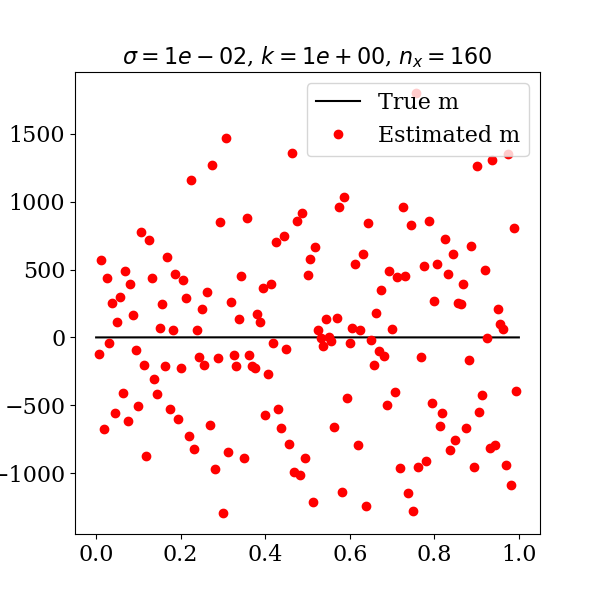 σ = 1e − 02, k = 1e + 00, nₓ = 160
True m
Estimated m
1500
1000
500
0
−500
−1000
0.0 0.2 0.4 0.6 0.8 1.0